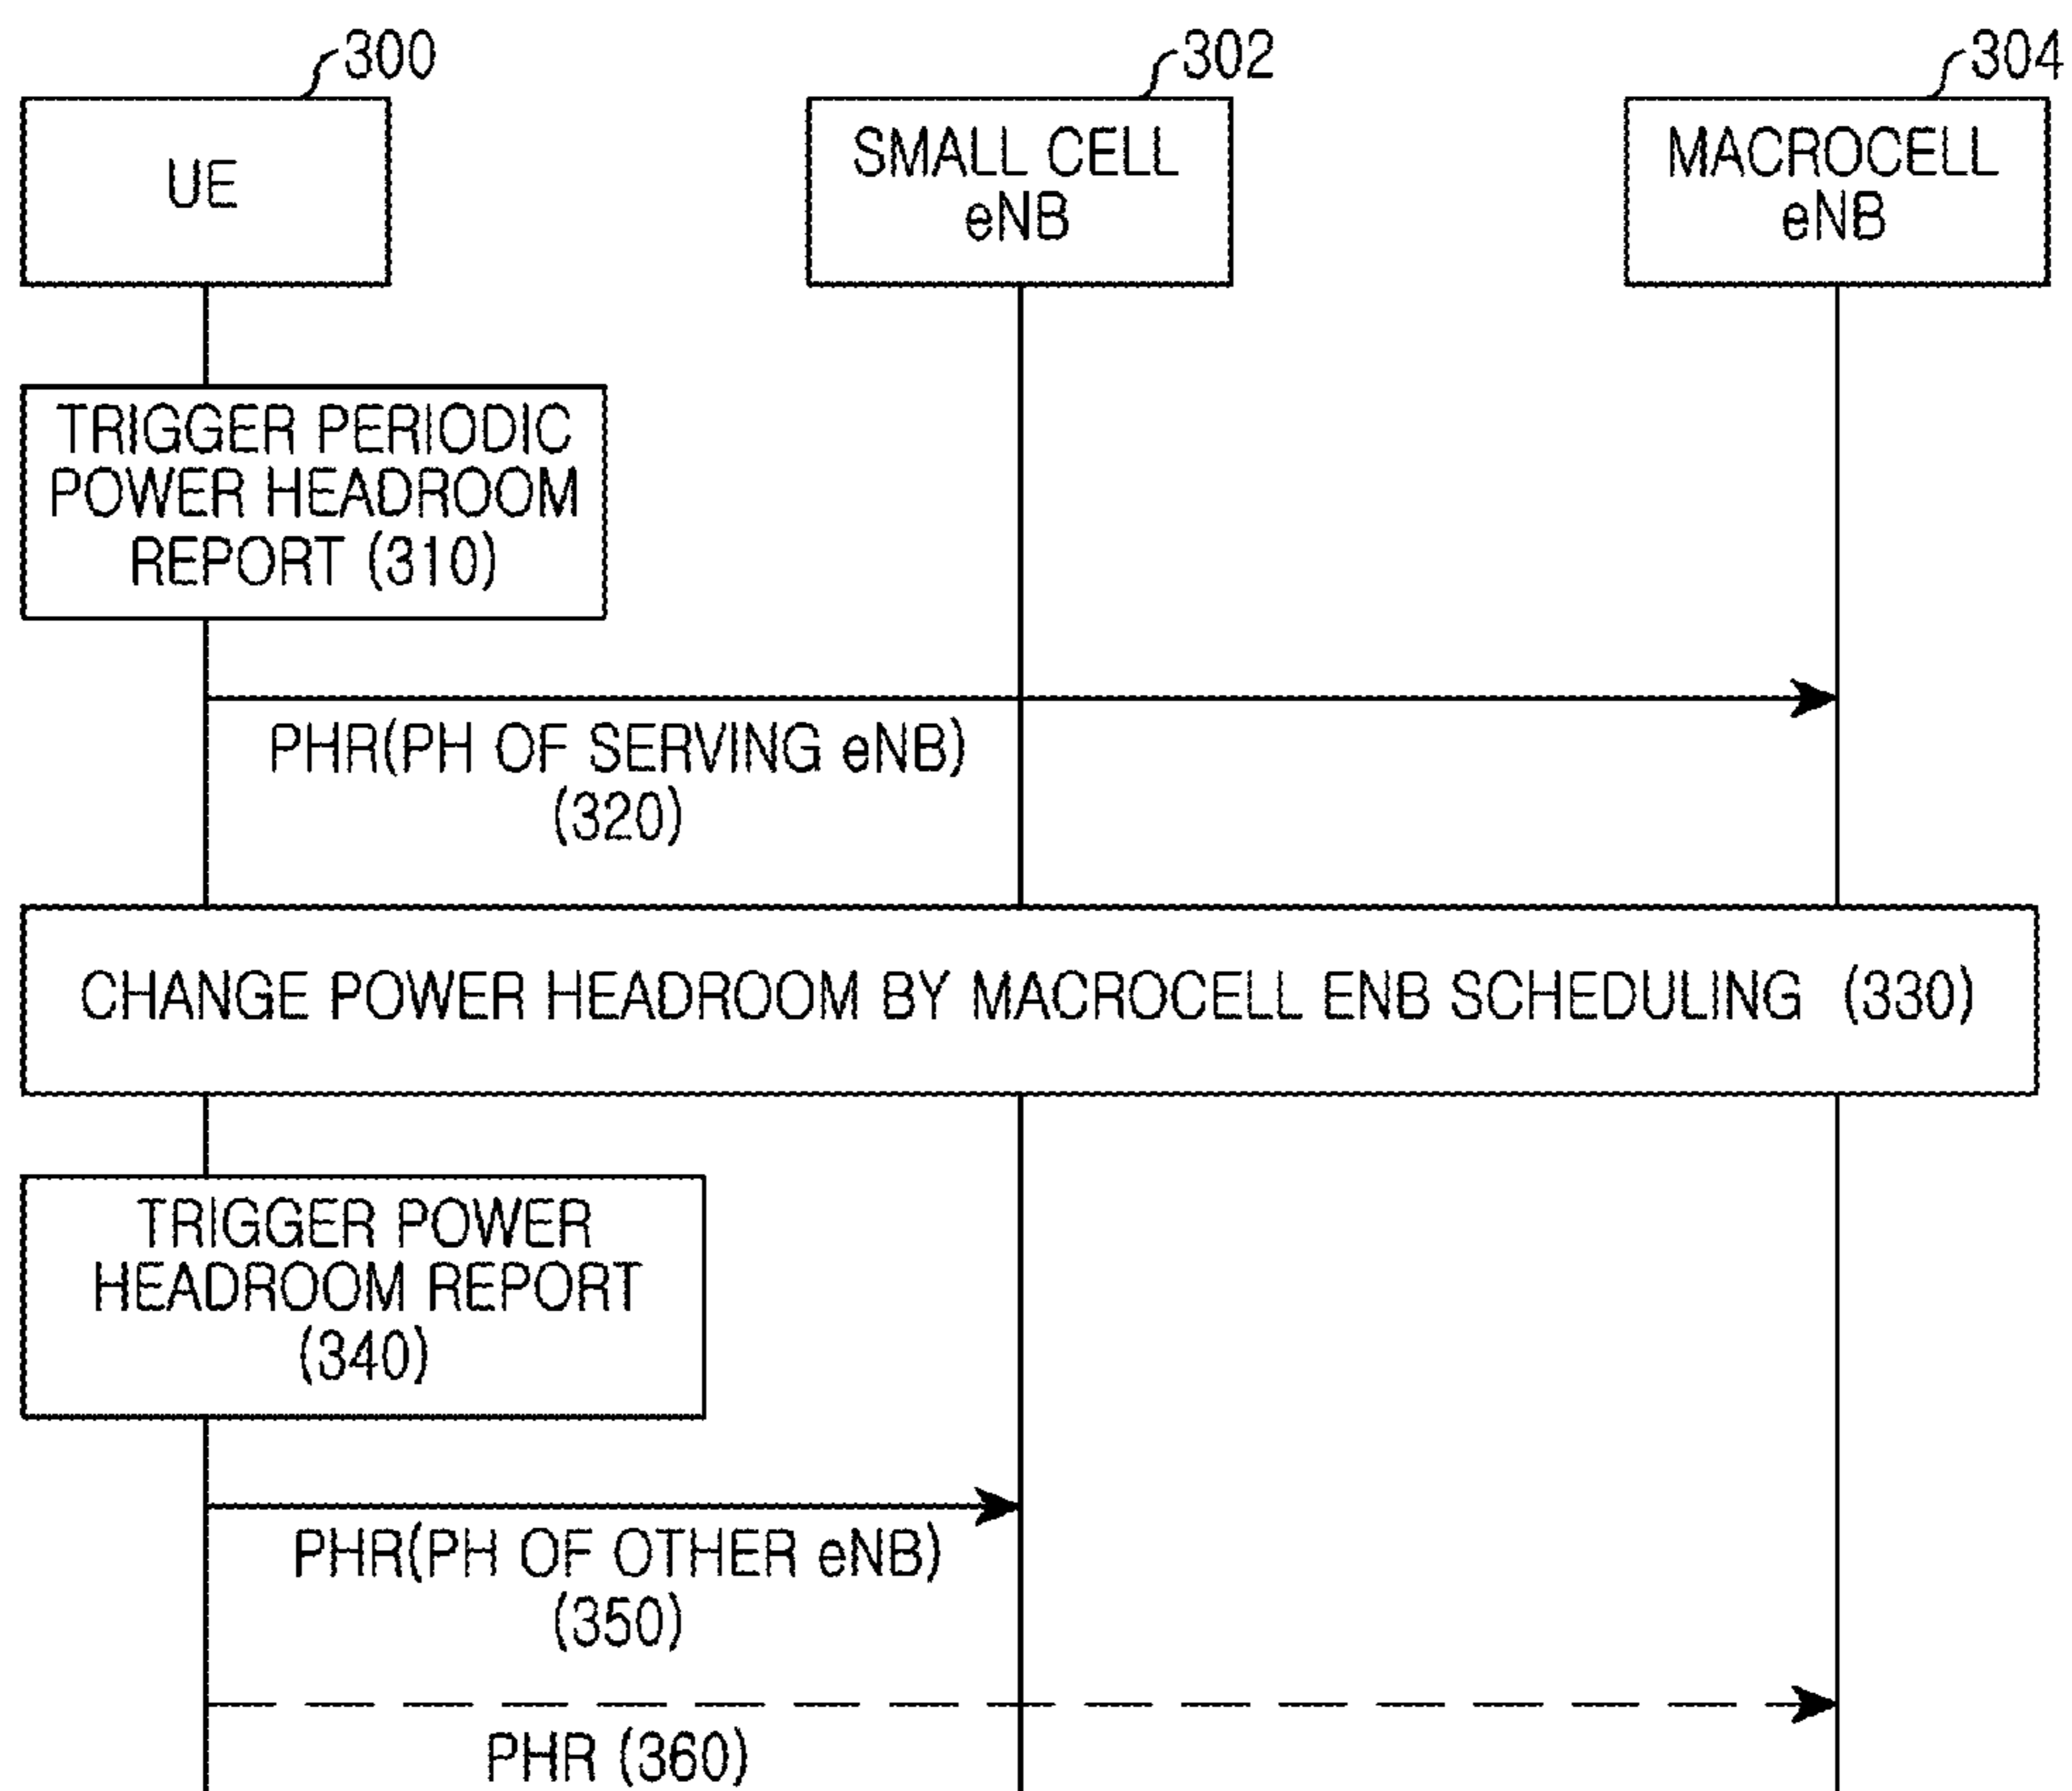 300
302
304
UE
SMALL CELL
eNB
MACROCELL
eNB
TRIGGER PERIODIC
POWER HEADROOM
REPORT (310)
PHR(PH OF SERVING eNB)
(320)
CHANGE POWER HEADROOM BY MACROCELL ENB SCHEDULING (330)
TRIGGER POWER
HEADROOM REPORT
(340)
PHR(PH OF OTHER eNB)
(350)
PHR (360)